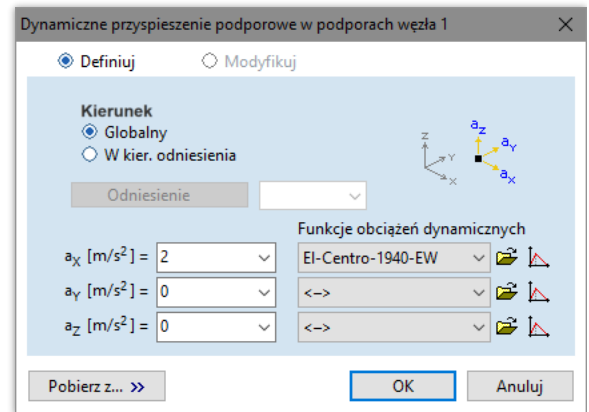 Dynamiczne przyspieszenie podporowe w podporach węzła 1
Definiuj Modyfikuj
Kierunek
Globalny
W kier. odniesienia
Z Y X
aZ aY aX
Odniesienie
Funkcje obciążeń dynamicznych
aX [m/s²] = 2 El-Centro-1940-EW
aY [m/s²] = 0 <-->
aZ [m/s²] = 0 <-->
Pobierz z... >> OK Anuluj